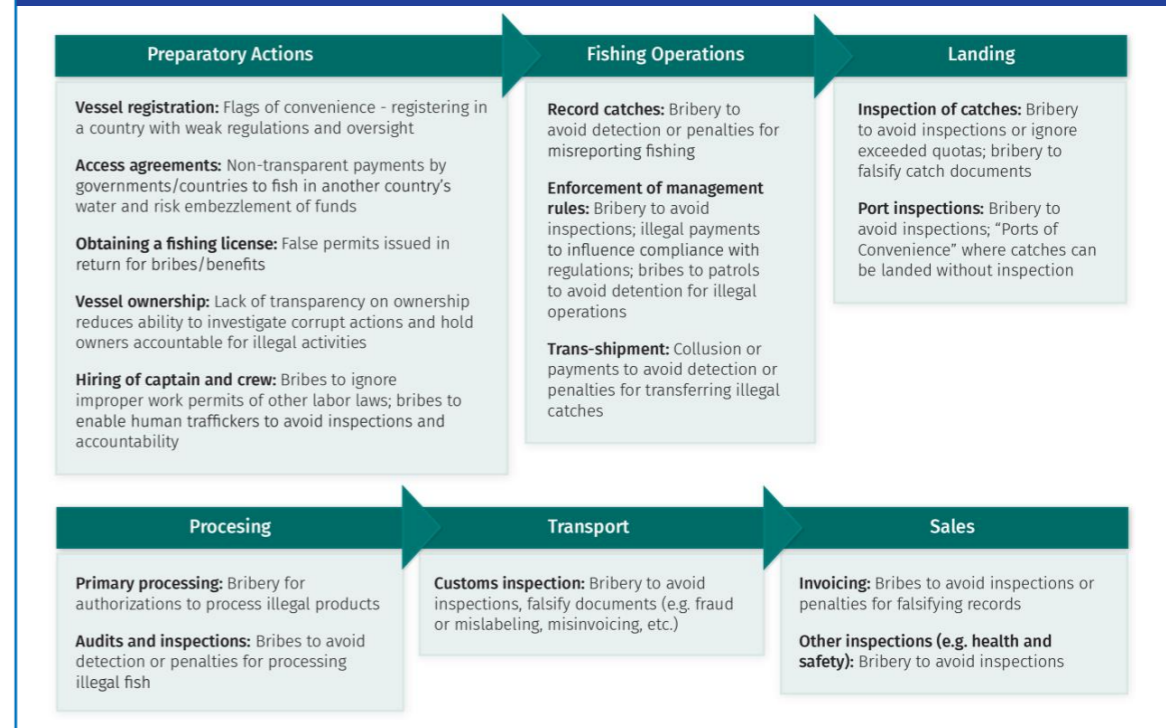 Preparatory Actions
Vessel registration: Flags of convenience - registering in
a country with weak regulations and oversight
Access agreements: Non-transparent payments by
governments/countries to fish in another country's
water and risk embezzlement of funds
Obtaining a fishing license: False permits issued in
return for bribes/benefits
Vessel ownership: Lack of transparency on ownership
reduces ability to investigate corrupt actions and hold
owners accountable for illegal activities
Hiring of captain and crew: Bribes to ignore
improper work permits of other labor laws; bribes to
enable human traffickers to avoid inspections and
accountability
Fishing Operations
Record catches: Bribery to
avoid detection or penalties for
misreporting fishing
Enforcement of management
rules: Bribery to avoid
inspections; illegal payments
to influence compliance with
regulations; bribes to patrols
to avoid detention for illegal
operations
Trans-shipment: Collusion or
payments to avoid detection or
penalties for transferring illegal
catches
Landing
Inspection of catches: Bribery
to avoid inspections or ignore
exceeded quotas; bribery to
falsify catch documents
Port inspections: Bribery to
avoid inspections; “Ports of
Convenience” where catches can
be landed without inspection
Procesing
Primary processing: Bribery for
authorizations to process illegal products
Audits and inspections: Bribes to avoid
detection or penalties for processing
illegal fish
Transport
Customs inspection: Bribery to avoid
inspections, falsify documents (e.g. fraud
or mislabeling, misinvoicing, etc.)
Sales
Invoicing: Bribes to avoid inspections or
penalties for falsifying records
Other inspections (e.g. health and
safety): Bribery to avoid inspections